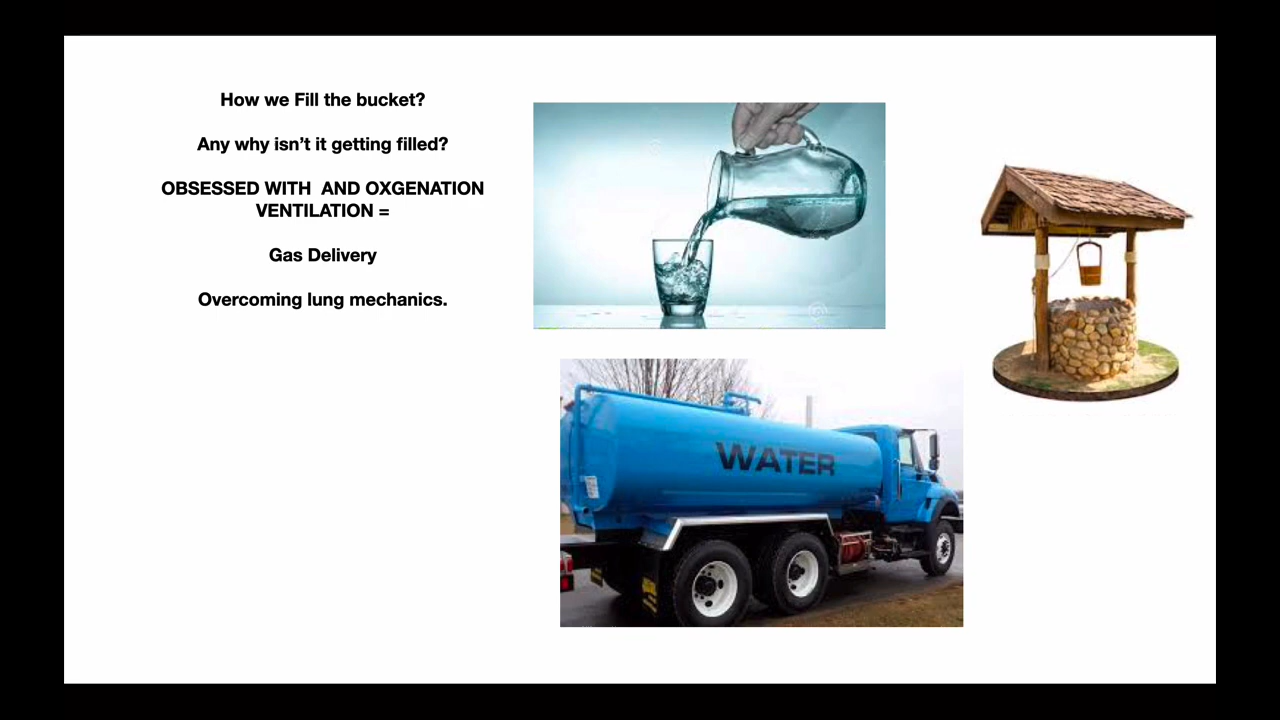 How we Fill the bucket?
Any why isn’t it getting filled?
OBSESSED WITH  AND OXGENATION
VENTILATION =
Gas Delivery
Overcoming lung mechanics.
WATER